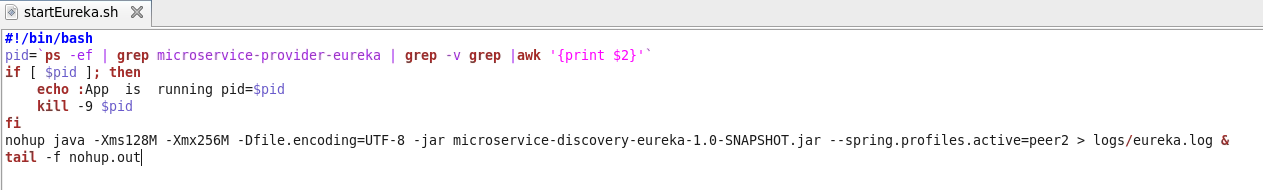 startEureka.sh
#!/bin/bash
pid=`ps -ef | grep microservice-provider-eureka | grep -v grep |awk '{print $2}'`
if [ $pid ]; then
    echo :App  is  running pid=$pid
    kill -9 $pid
fi
nohup java -Xms128M -Xmx256M -Dfile.encoding=UTF-8 -jar microservice-discovery-eureka-1.0-SNAPSHOT.jar --spring.profiles.active=peer2 > logs/eureka.log &
tail -f nohup.out